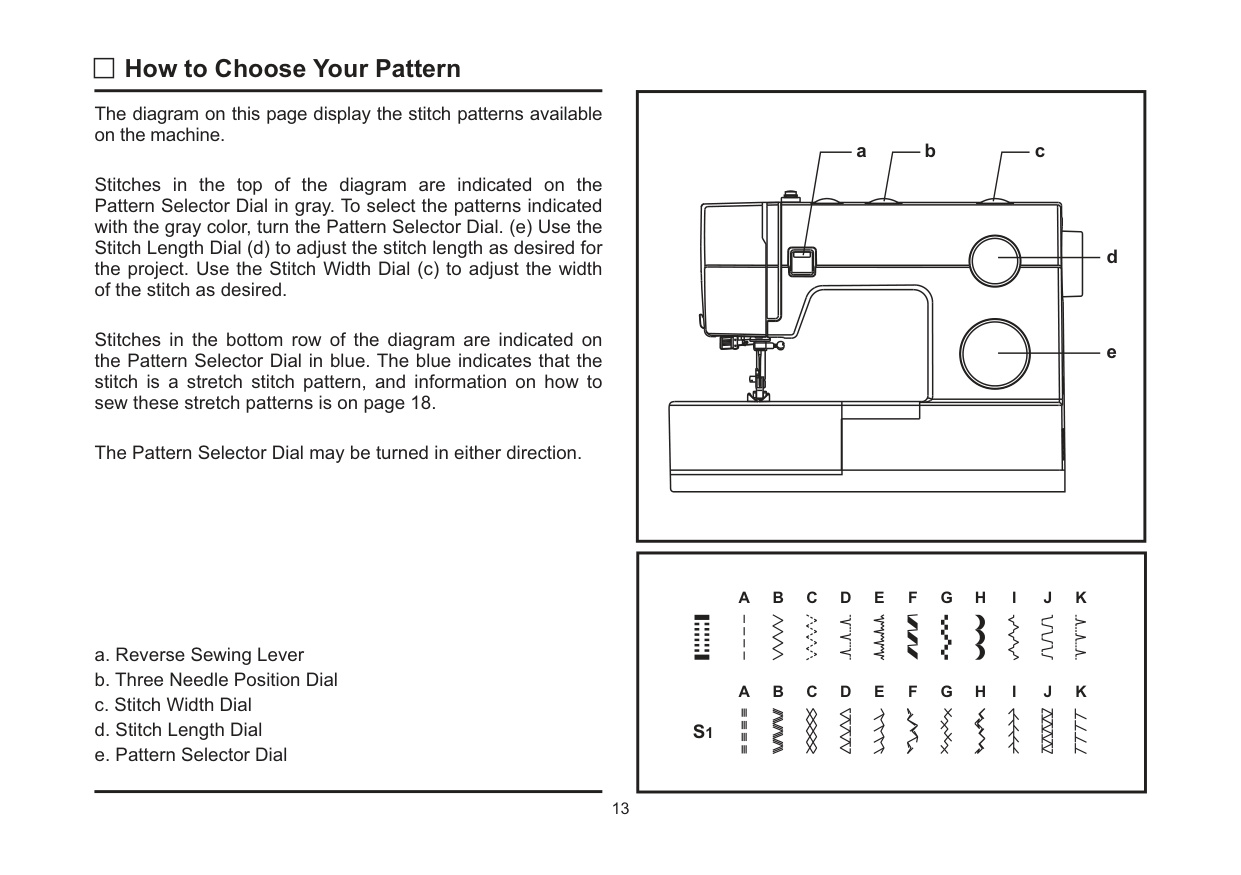 How to Choose Your Pattern
The diagram on this page display the stitch patterns available
on the machine.
Stitches in the top of the diagram are indicated on the
Pattern Selector Dial in gray. To select the patterns indicated
with the gray color, turn the Pattern Selector Dial. (e) Use the
Stitch Length Dial (d) to adjust the stitch length as desired for
the project. Use the Stitch Width Dial (c) to adjust the width
of the stitch as desired.
Stitches in the bottom row of the diagram are indicated on
the Pattern Selector Dial in blue. The blue indicates that the
stitch is a stretch stitch pattern, and information on how to
sew these stretch patterns is on page 18.
The Pattern Selector Dial may be turned in either direction.
a. Reverse Sewing Lever
b. Three Needle Position Dial
c. Stitch Width Dial
d. Stitch Length Dial
e. Pattern Selector Dial
a b c
d
e
A B C D E F G H I J K
A B C D E F G H I J K
S1
13